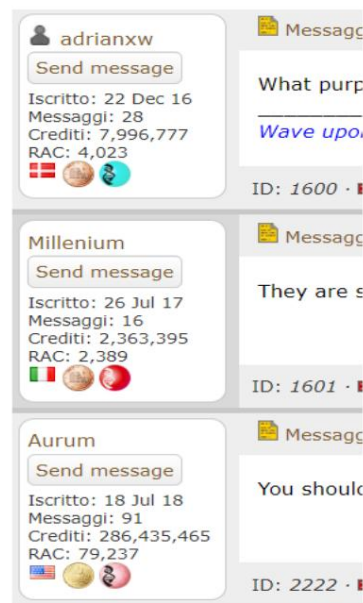 adrianxw
Send message
Iscritto: 22 Dec 16
Messaggi: 28
Crediti: 7,996,777
RAC: 4,023
Messagg
What purp
Wave upo
ID: 1600 ·
Millenium
Send message
Iscritto: 26 Jul 17
Messaggi: 16
Crediti: 2,363,395
RAC: 2,389
Messagg
They are s
ID: 1601 ·
Aurum
Send message
Iscritto: 18 Jul 18
Messaggi: 91
Crediti: 286,435,465
RAC: 79,237
Messagg
You should
ID: 2222 ·